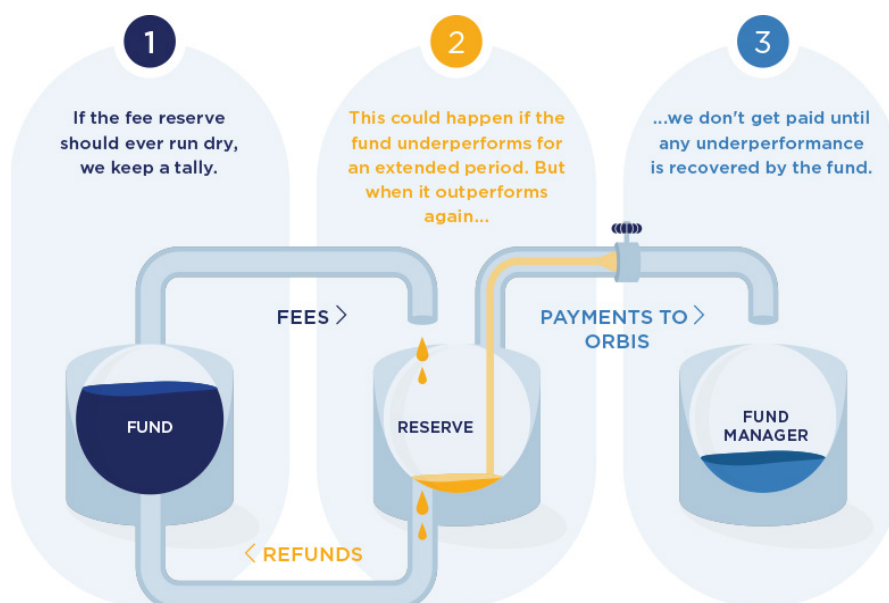 1
If the fee reserve
should ever run dry,
we keep a tally.
2
This could happen if the
fund underperforms for
an extended period. But
when it outperforms
again...
3
...we don't get paid until
any underperformance
is recovered by the fund.
FEES >
PAYMENTS TO >
ORBIS
FUND
RESERVE
FUND
MANAGER
< REFUNDS